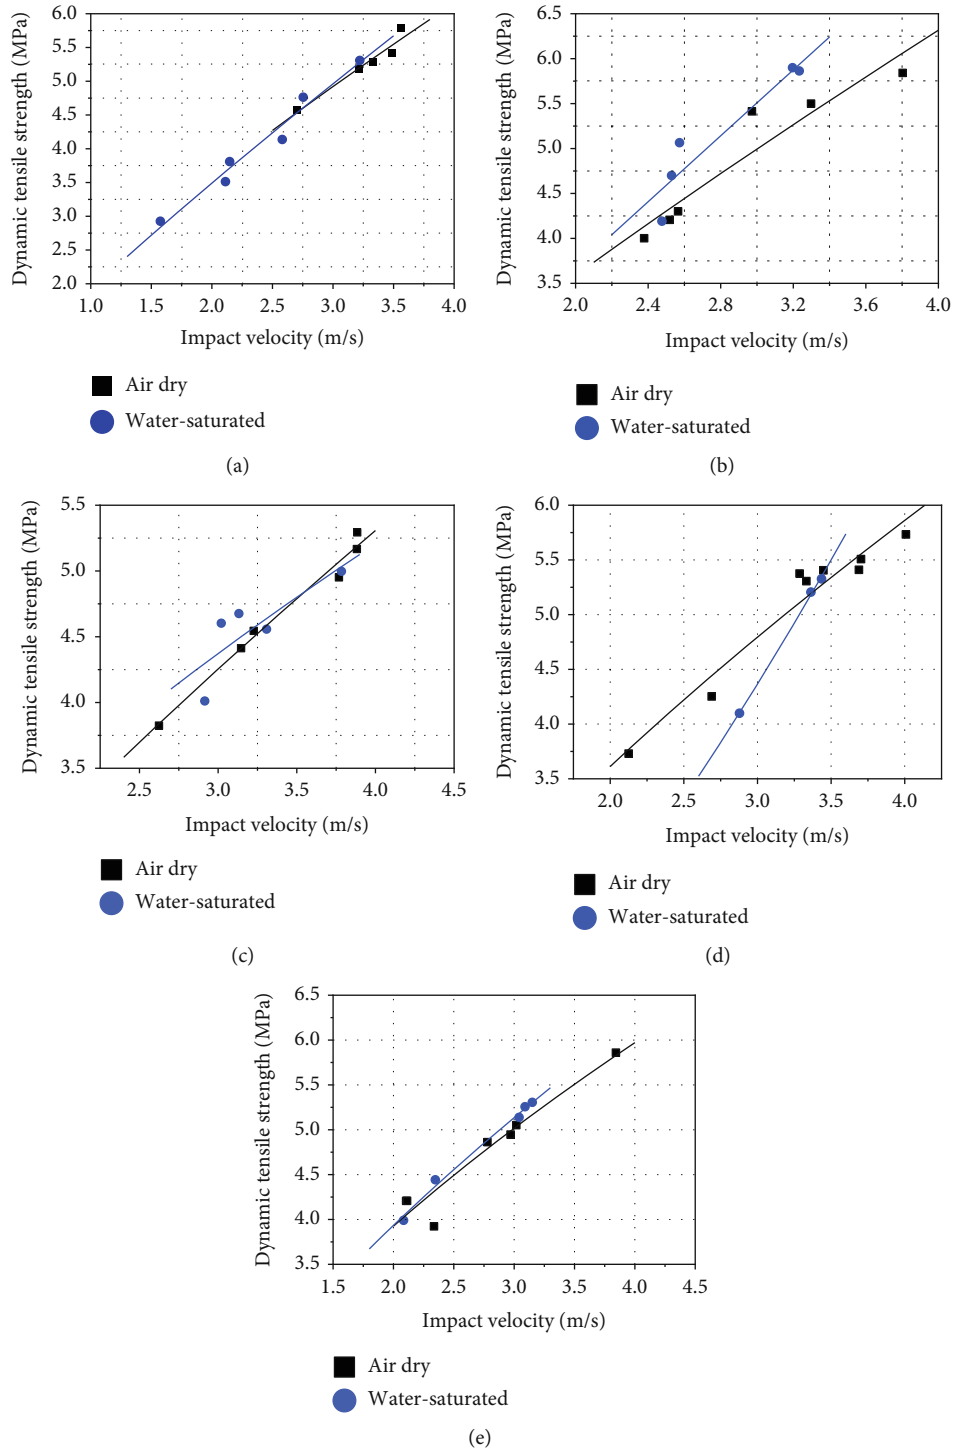 6.0
5.5
5.0
4.5
4.0
3.5
3.0
2.5
2.0
Dynamic tensile strength (MPa)
1.0 1.5 2.0 2.5 3.0 3.5 4.0
Impact velocity (m/s)
Air dry
Water-saturated
(a)
6.5
6.0
5.5
5.0
4.5
4.0
3.5
Dynamic tensile strength (MPa)
2.0 2.4 2.8 3.2 3.6 4.0
Impact velocity (m/s)
Air dry
Water-saturated
(b)
5.5
5.0
4.5
4.0
3.5
Dynamic tensile strength (MPa)
2.5 3.0 3.5 4.0 4.5
Impact velocity (m/s)
Air dry
Water-saturated
(c)
6.0
5.5
5.0
4.5
4.0
3.5
Dynamic tensile strength (MPa)
2.0 2.5 3.0 3.5 4.0
Impact velocity (m/s)
Air dry
Water-saturated
(d)
6.5
6.0
5.5
5.0
4.5
4.0
3.5
Dynamic tensile strength (MPa)
1.5 2.0 2.5 3.0 3.5 4.0 4.5
Impact velocity (m/s)
Air dry
Water-saturated
(e)